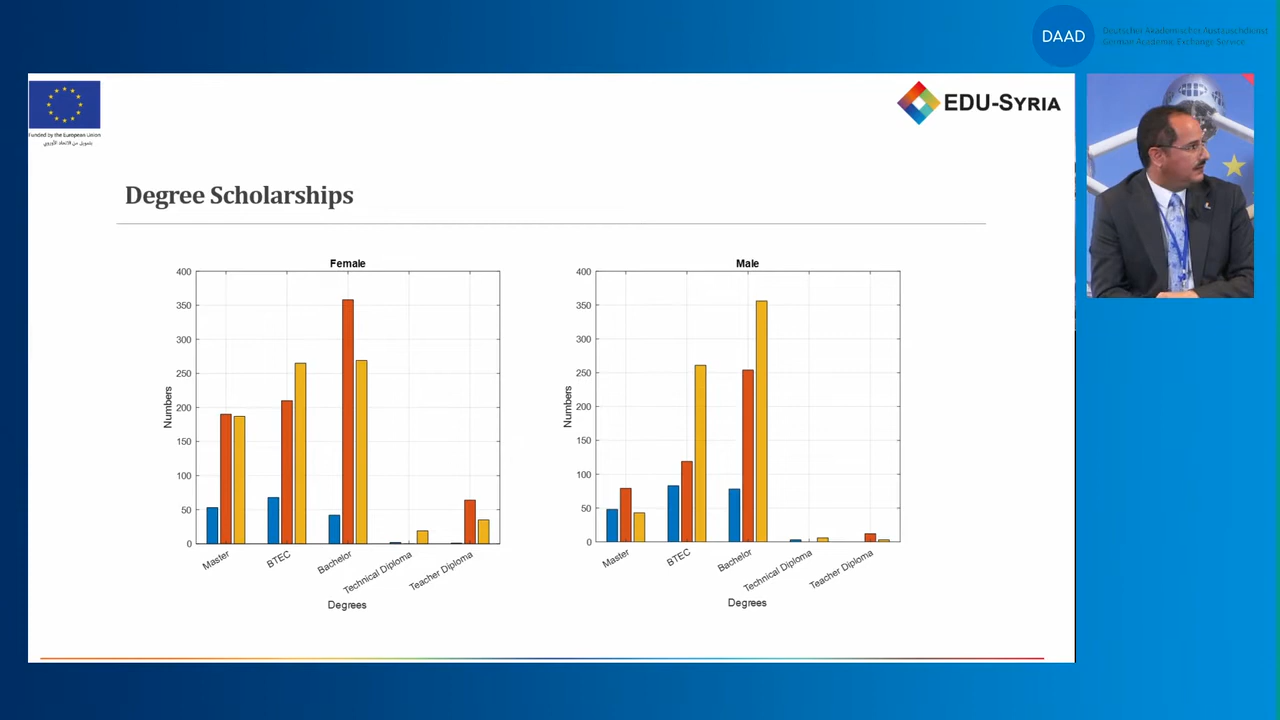 DAAD
Deutscher Akademischer Austauschdienst
German Academic Exchange Service
Funded by the European Union
بتمويل من الاتحاد الأوروبي
EDU-SYRIA
Degree Scholarships
Female
400
350
300
250
200
150
100
50
0
Numbers
Master
BTEC
Bachelor
Technical Diploma
Teacher Diploma
Degrees
Male
400
350
300
250
200
150
100
50
0
Numbers
Master
BTEC
Bachelor
Technical Diploma
Teacher Diploma
Degrees